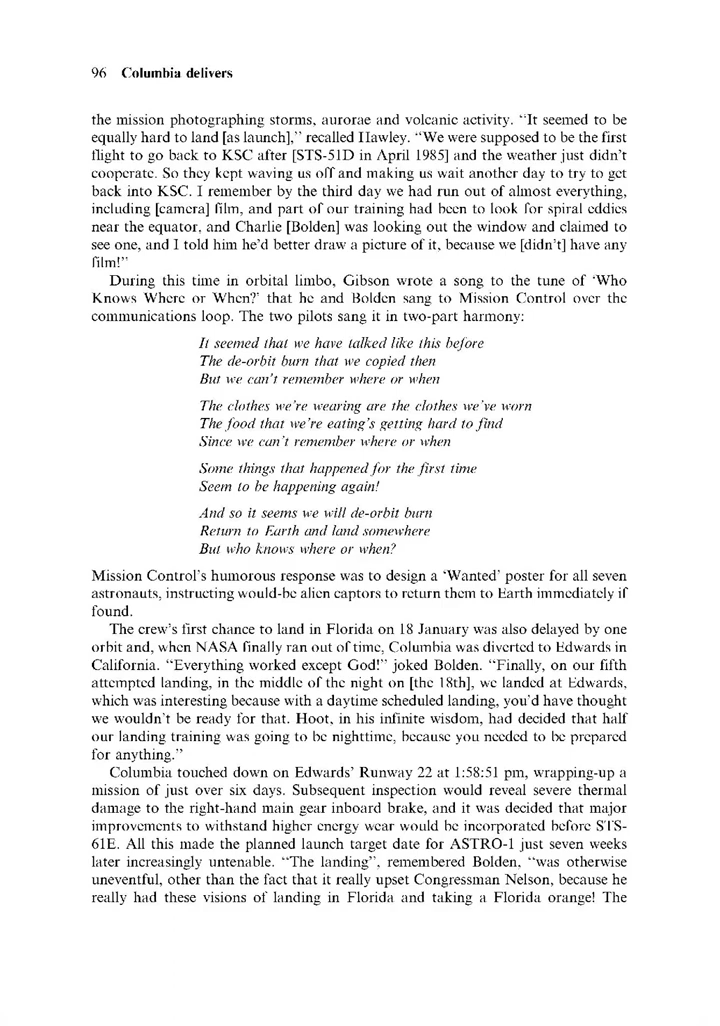 96 Columbia delivers
the mission photographing storms, aurorae and volcanic activity. “It seemed to be
equally hard to land [as launch],” recalled Hawley. “We were supposed to be the first
flight to go back to KSC after [STS-51D in April 1985] and the weather just didn’t
cooperate. So they kept waving us off and making us wait another day to try to get
back into KSC. I remember by the third day we had run out of almost everything,
including [camera] film, and part of our training had been to look for spiral eddies
near the equator, and Charlie [Bolden] was looking out the window and claimed to
see one, and I told him he’d better draw a picture of it, because we [didn’t] have any
film!”
During this time in orbital limbo, Gibson wrote a song to the tune of ‘Who
Knows Where or When?’ that he and Bolden sang to Mission Control over the
communications loop. The two pilots sang it in two-part harmony:
It seemed that we have talked like this before
The de-orbit burn that we copied then
But we can’t remember where or when
The clothes we’re wearing are the clothes we’ve worn
The food that we’re eating’s getting hard to find
Since we can’t remember where or when
Some things that happened for the first time
Seem to be happening again!
And so it seems we will de-orbit burn
Return to Earth and land somewhere
But who knows where or when?
Mission Control’s humorous response was to design a ‘Wanted’ poster for all seven
astronauts, instructing would-be alien captors to return them to Earth immediately if
found.
The crew’s first chance to land in Florida on 18 January was also delayed by one
orbit and, when NASA finally ran out of time, Columbia was diverted to Edwards in
California. “Everything worked except God!” joked Bolden. “Finally, on our fifth
attempted landing, in the middle of the night on [the 18th], we landed at Edwards,
which was interesting because with a daytime scheduled landing, you’d have thought
we wouldn’t be ready for that. Hoot, in his infinite wisdom, had decided that half
our landing training was going to be nighttime, because you needed to be prepared
for anything.”
Columbia touched down on Edwards’ Runway 22 at 1:58:51 pm, wrapping-up a
mission of just over six days. Subsequent inspection would reveal severe thermal
damage to the right-hand main gear inboard brake, and it was decided that major
improvements to withstand higher energy wear would be incorporated before STS-
61E. All this made the planned launch target date for ASTRO-1 just seven weeks
later increasingly untenable. “The landing”, remembered Bolden, “was otherwise
uneventful, other than the fact that it really upset Congressman Nelson, because he
really had these visions of landing in Florida and taking a Florida orange! The